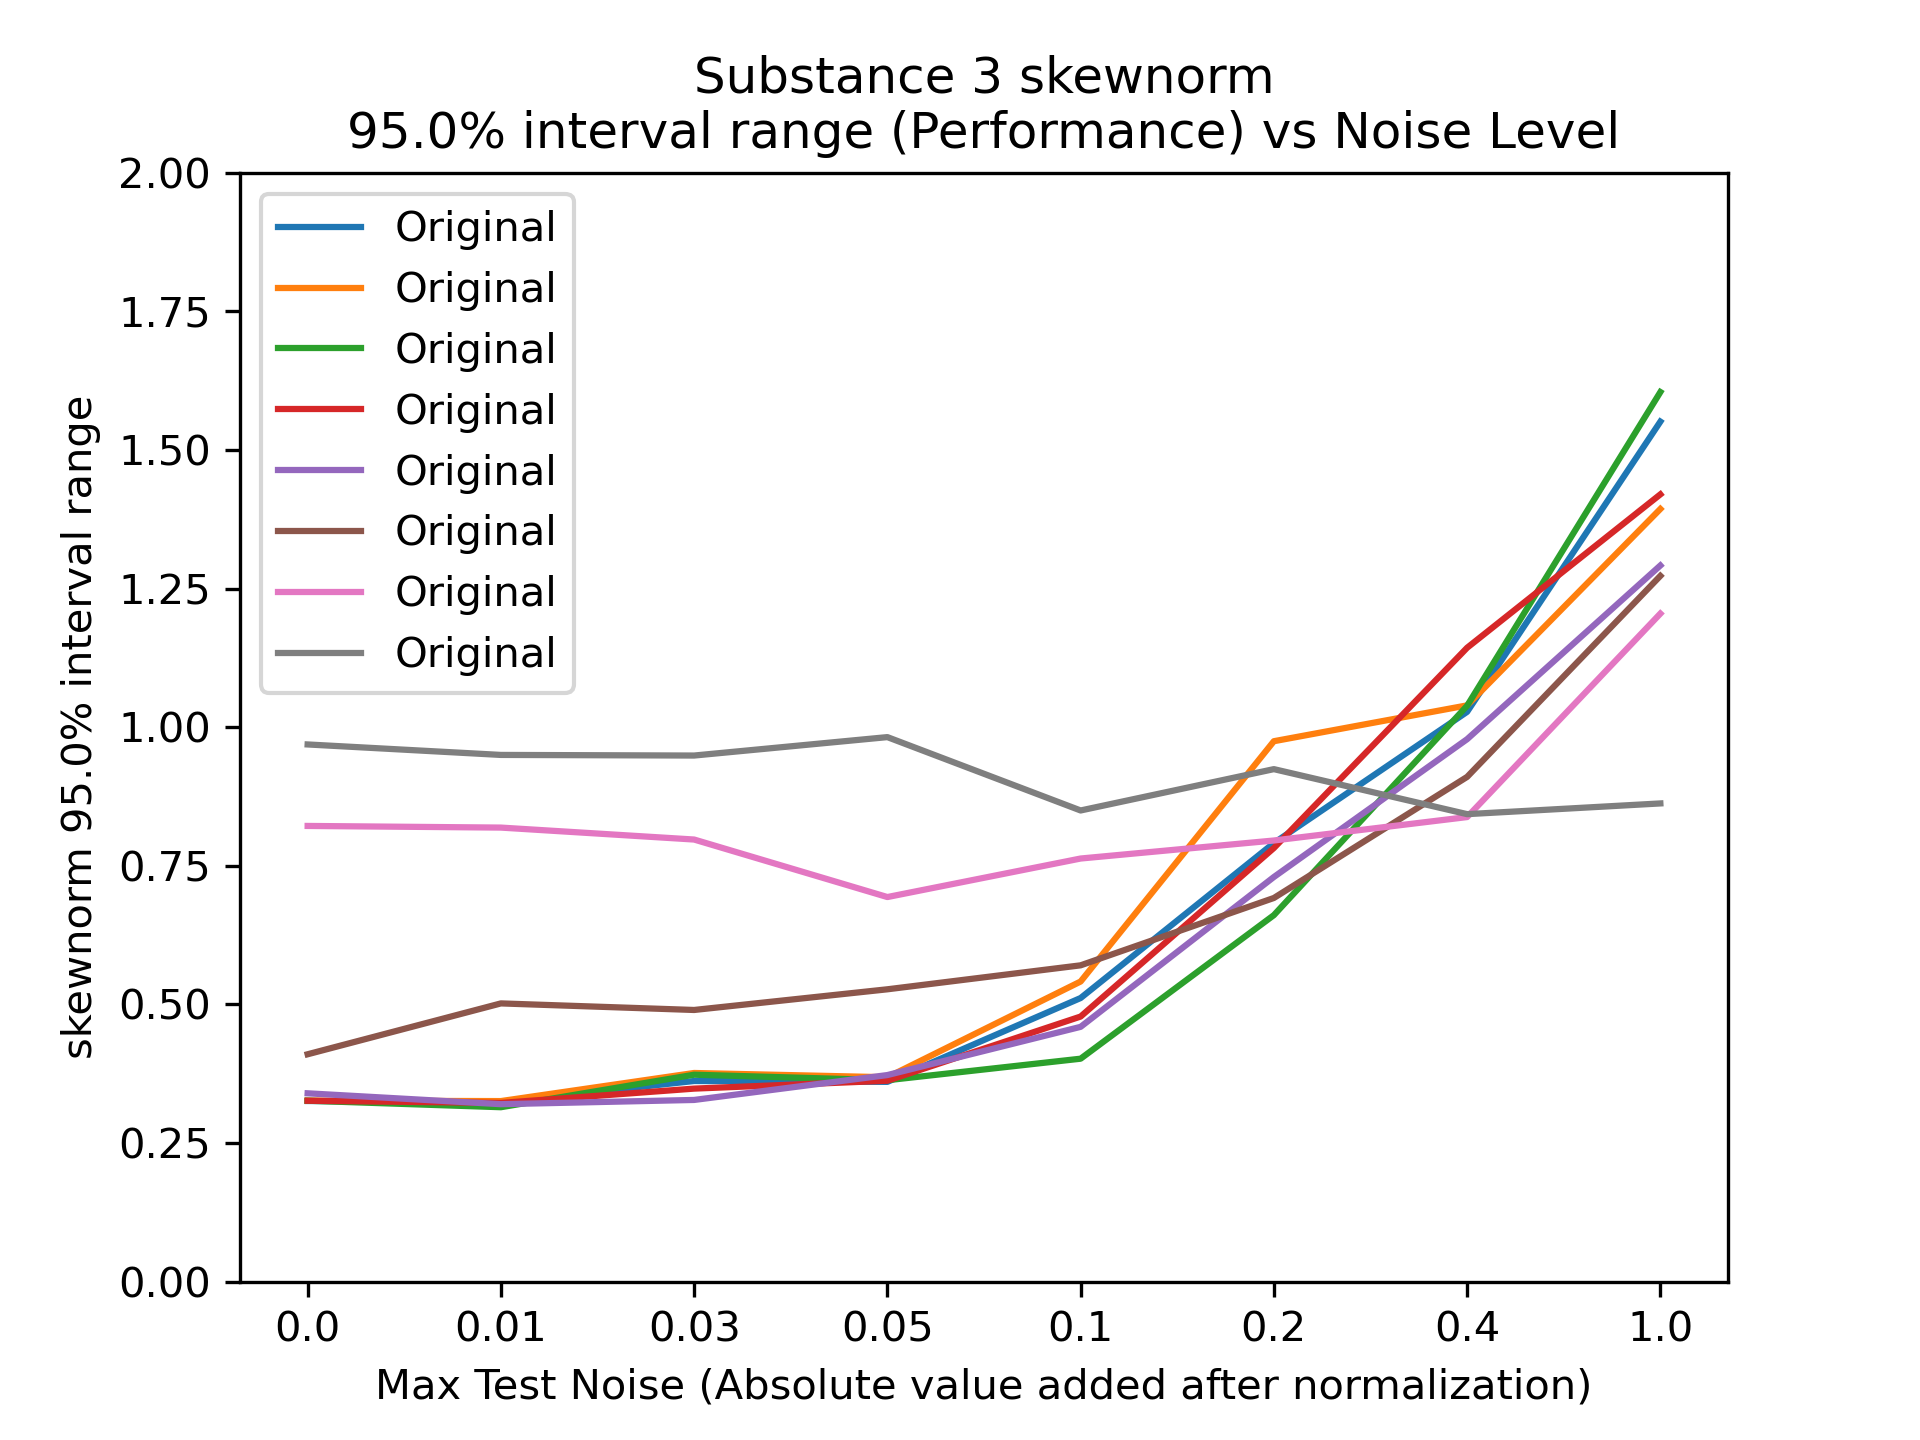 Substance 3 skewnorm
95.0% interval range (Performance) vs Noise Level
skewnorm 95.0% interval range
2.00
1.75
1.50
1.25
1.00
0.75
0.50
0.25
0.00
Original
Original
Original
Original
Original
Original
Original
Original
0.0 0.01 0.03 0.05 0.1 0.2 0.4 1.0
Max Test Noise (Absolute value added after normalization)